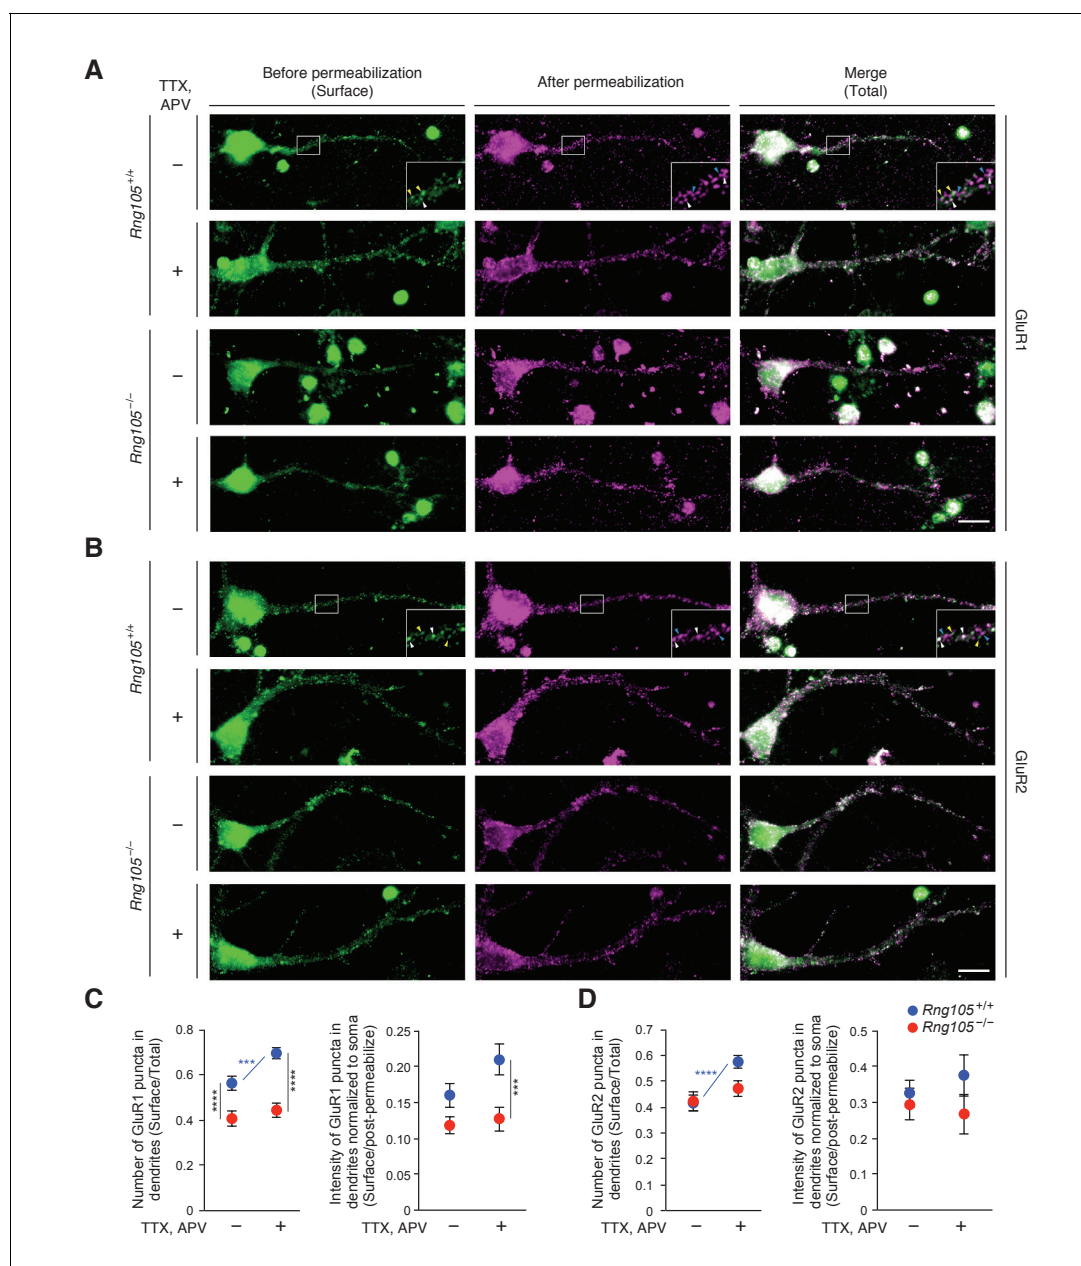 A
TTX,
APV
Before permeabilization
(Surface)
After permeabilization
Merge
(Total)
Rng105+/+
−
+
Rng105−/−
−
+
GluR1
B
Rng105+/+
−
+
Rng105−/−
−
+
GluR2
C
Number of GluR1 puncta in
dendrites (Surface/Total)
0.8
0.6
0.4
0.2
0
****
***
****
TTX, APV − +
Intensity of GluR1 puncta in
dendrites normalized to soma
(Surface/post-permeabilize)
0.25
0.20
0.15
0.10
0.05
0
***
− +
D
Number of GluR2 puncta in
dendrites (Surface/Total)
0.7
0.6
0.5
0.4
0.3
0.2
0.1
0
****
TTX, APV − +
Intensity of GluR2 puncta in
dendrites normalized to soma
(Surface/post-permeabilize)
0.5
0.4
0.3
0.2
0.1
0
− +
Rng105+/+
Rng105−/−